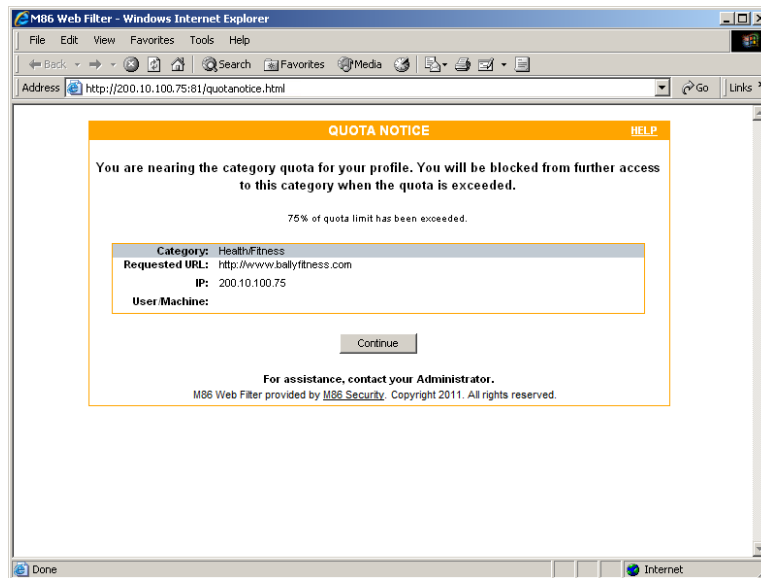 M86 Web Filter - Windows Internet Explorer
File Edit View Favorites Tools Help
Back Search Favorites Media
Address http://200.10.100.75:81/quotanotice.html Go Links
QUOTA NOTICE HELP
You are nearing the category quota for your profile. You will be blocked from further access
to this category when the quota is exceeded.
75% of quota limit has been exceeded.
Category: Health/Fitness
Requested URL: http://www.ballyfitness.com
IP: 200.10.100.75
User/Machine:
Continue
For assistance, contact your Administrator.
M86 Web Filter provided by M86 Security. Copyright 2011. All rights reserved.
Done Internet